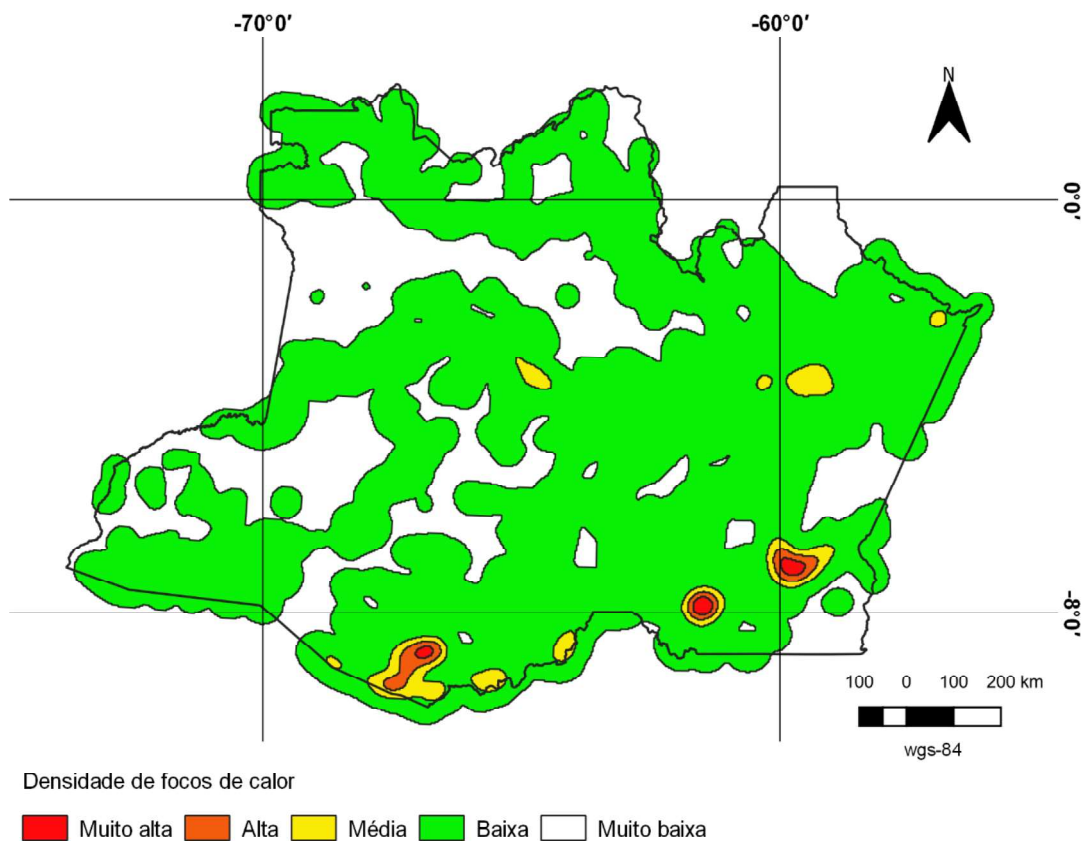 -70°0′ -60°0′
N
0°0′
-8°0′
100 0 100 200 km
wgs-84
Densidade de focos de calor
Muito alta Alta Média Baixa Muito baixa